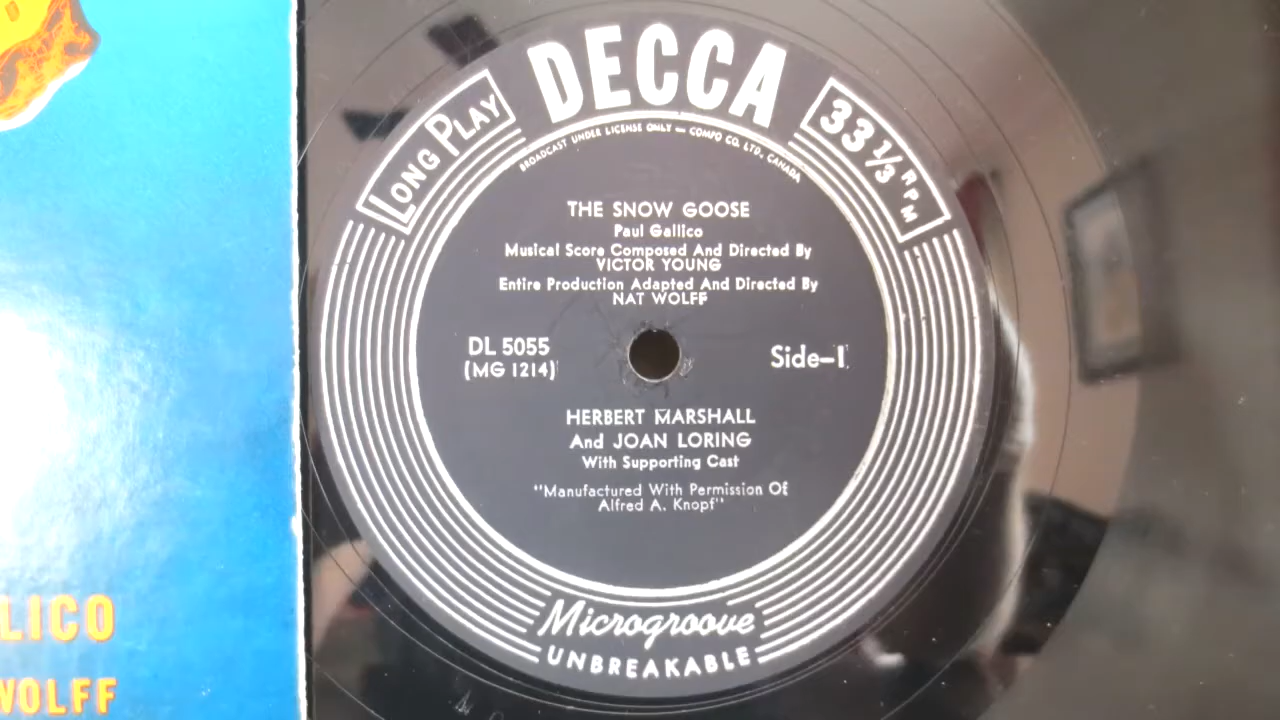 DECCA
LONG PLAY
33 1/3 RPM
BROADCAST UNDER LICENSE ONLY — COMPO CO. LTD. CANADA
THE SNOW GOOSE
Paul Gallico
Musical Score Composed And Directed By
VICTOR YOUNG
Entire Production Adapted And Directed By
NAT WOLFF
DL 5055
(MG 1214)
Side–1
HERBERT MARSHALL
And JOAN LORING
With Supporting Cast
"Manufactured With Permission Of
Alfred A. Knopf"
Microgroove
UNBREAKABLE
LICO
WOLFF